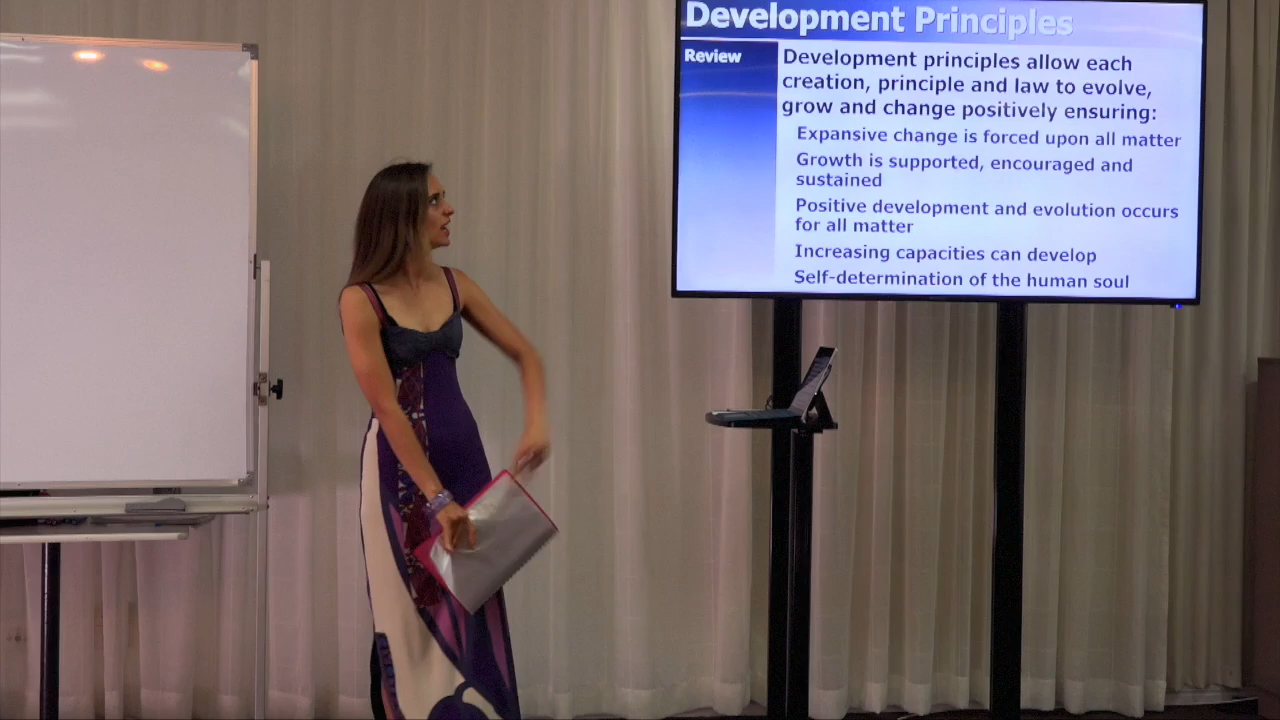 Development Principles
Review
Development principles allow each
creation, principle and law to evolve,
grow and change positively ensuring:
Expansive change is forced upon all matter
Growth is supported, encouraged and
sustained
Positive development and evolution occurs
for all matter
Increasing capacities can develop
Self-determination of the human soul